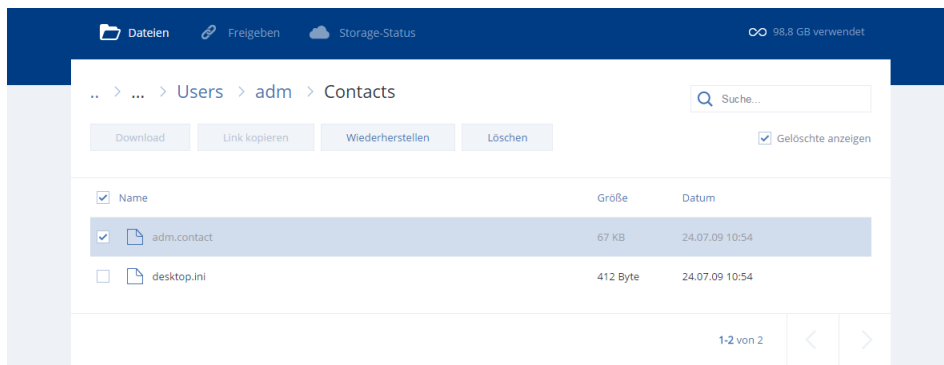 Dateien Freigeben Storage-Status 98,8 GB verwendet
.. > ... > Users > adm > Contacts
Suche...
Download Link kopieren Wiederherstellen Löschen Gelöschte anzeigen
Name Größe Datum
adm.contact 67 KB 24.07.09 10:54
desktop.ini 412 Byte 24.07.09 10:54
1-2 von 2